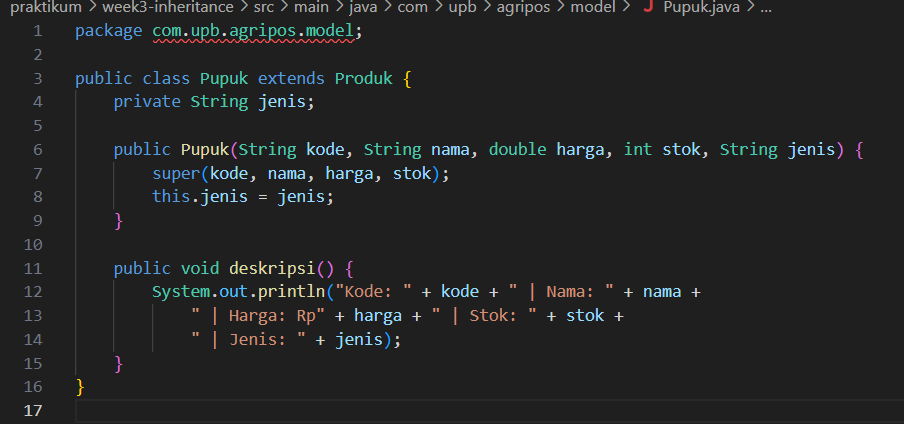 praktikum > week3-inheritance > src > main > java > com > upb > agripos > model > J Pupuk.java > ...
1 package com.upb.agripos.model;
2
3 public class Pupuk extends Produk {
4 private String jenis;
5
6 public Pupuk(String kode, String nama, double harga, int stok, String jenis) {
7 super(kode, nama, harga, stok);
8 this.jenis = jenis;
9 }
10
11 public void deskripsi() {
12 System.out.println("Kode: " + kode + " | Nama: " + nama +
13 " | Harga: Rp" + harga + " | Stok: " + stok +
14 " | Jenis: " + jenis);
15 }
16 }
17